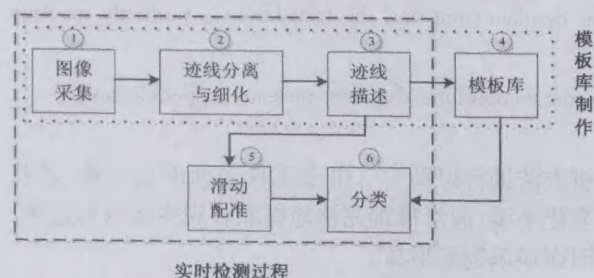 ①
图像
采集
②
迹线分离
与细化
③
迹线
描述
④
模板库
模板库制作
⑤
滑动
配准
⑥
分类
实时检测过程